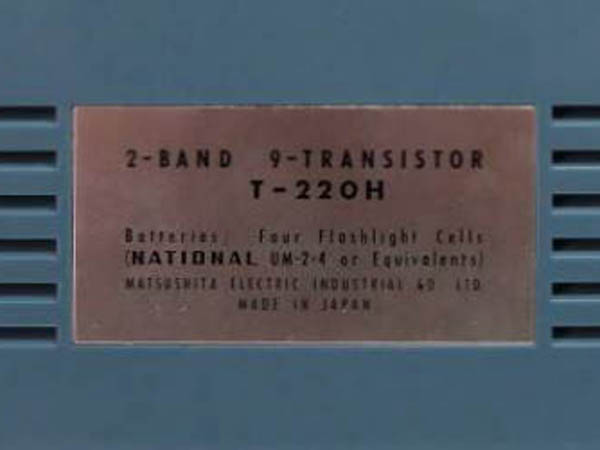 2-BAND 9-TRANSISTOR
T-220H
Batteries; Four Flashlight Cells
(NATIONAL UM-2·4 or Equivalents)
MATSUSHITA ELECTRIC INDUSTRIAL CO. LTD.
MADE IN JAPAN